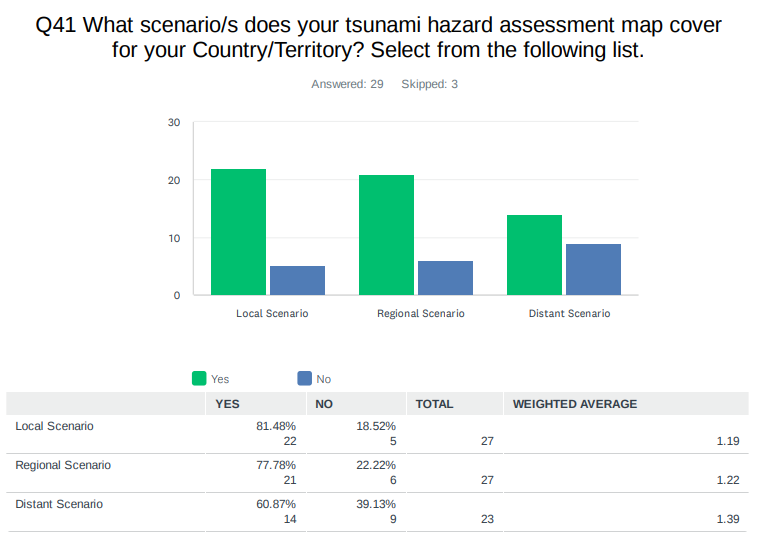 Q41 What scenario/s does your tsunami hazard assessment map cover
for your Country/Territory? Select from the following list.
Answered: 29 Skipped: 3
30
20
10
0
Local Scenario Regional Scenario Distant Scenario
Yes No
YES NO TOTAL WEIGHTED AVERAGE
Local Scenario 81.48% 18.52%
22 5 27 1.19
Regional Scenario 77.78% 22.22%
21 6 27 1.22
Distant Scenario 60.87% 39.13%
14 9 23 1.39